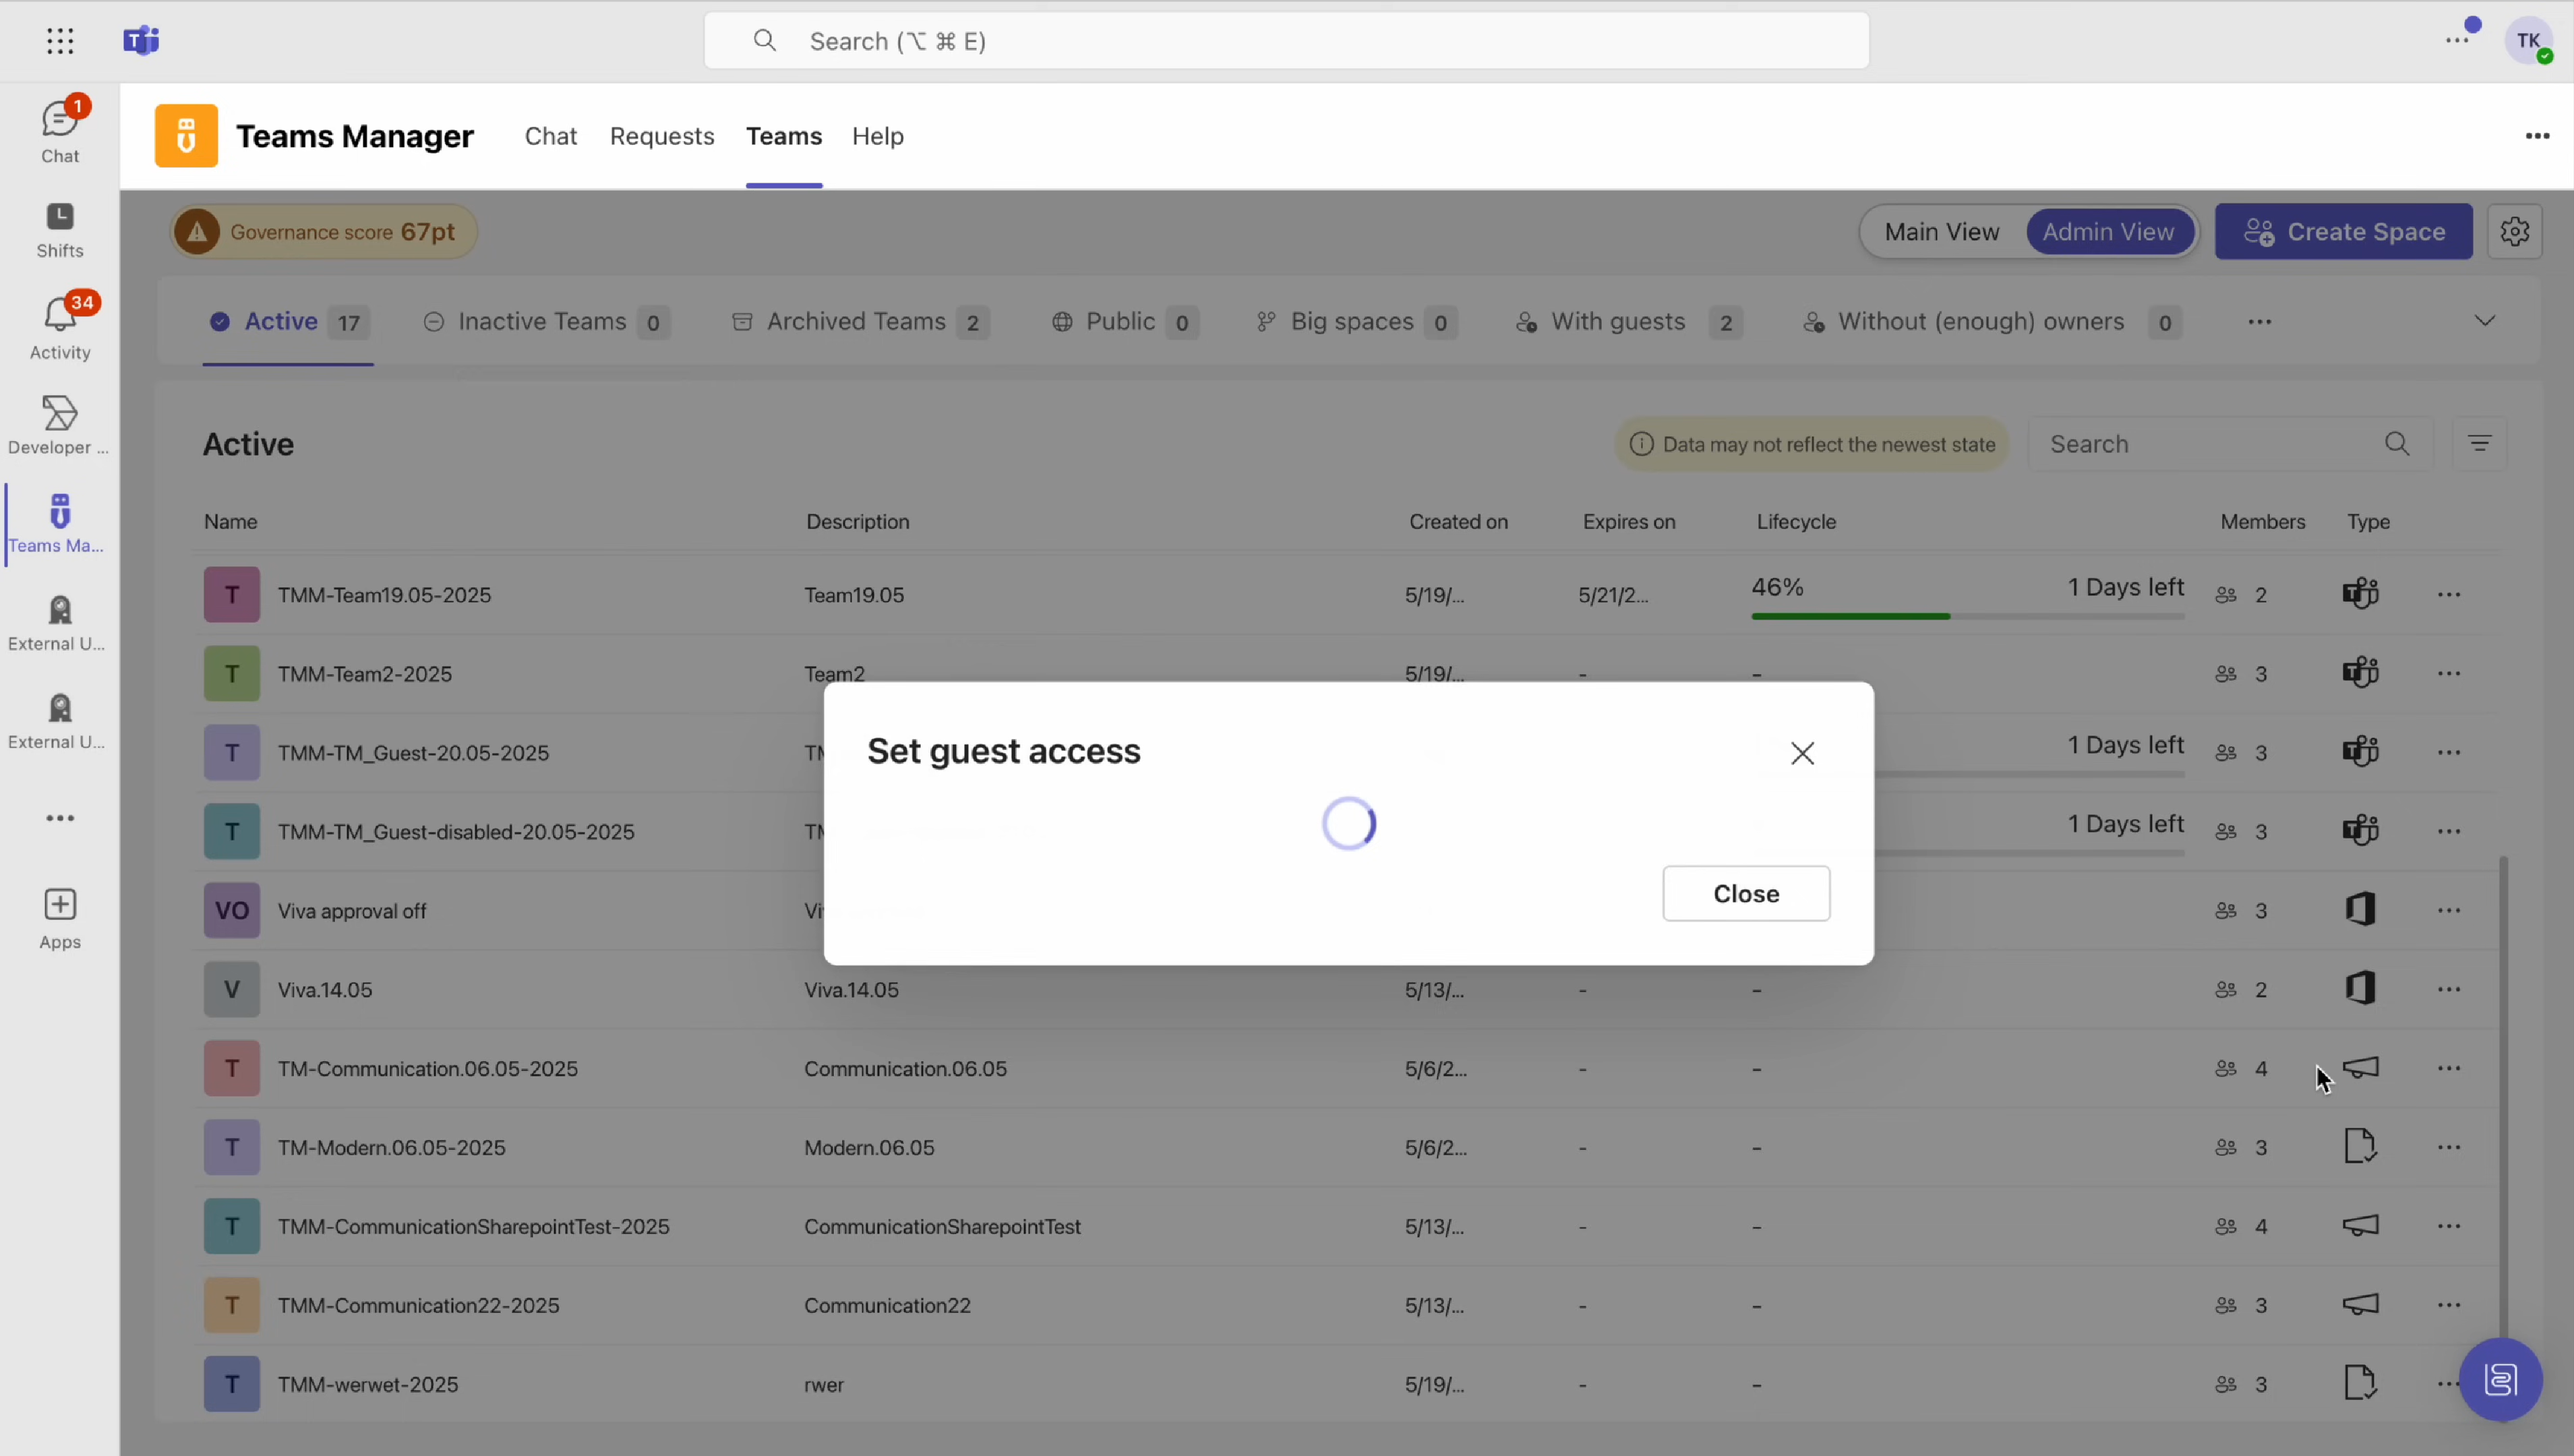 Search (⌥ ⌘ E)
TK
1
Chat
Shifts
34
Activity
Developer ...
Teams Ma...
External U...
External U...
Apps
Teams Manager
Chat
Requests
Teams
Help
Governance score 67pt
Main View
Admin View
Create Space
Active 17
Inactive Teams 0
Archived Teams 2
Public 0
Big spaces 0
With guests 2
Without (enough) owners 0
Active
Data may not reflect the newest state
Search
Name Description Created on Expires on Lifecycle Members Type
T TMM-Team19.05-2025 Team19.05 5/19/... 5/21/2... 46% 1 Days left 2
T TMM-Team2-2025 Team2 5/19/... - - 3
T TMM-TM_Guest-20.05-2025 1 Days left 3
T TMM-TM_Guest-disabled-20.05-2025 1 Days left 3
VO Viva approval off 3
V Viva.14.05 Viva.14.05 5/13/... - - 2
T TM-Communication.06.05-2025 Communication.06.05 5/6/2... - - 4
T TM-Modern.06.05-2025 Modern.06.05 5/6/2... - - 3
T TMM-CommunicationSharepointTest-2025 CommunicationSharepointTest 5/13/... - - 4
T TMM-Communication22-2025 Communication22 5/13/... - - 3
T TMM-werwet-2025 rwer 5/19/... - - 3
Set guest access
Close